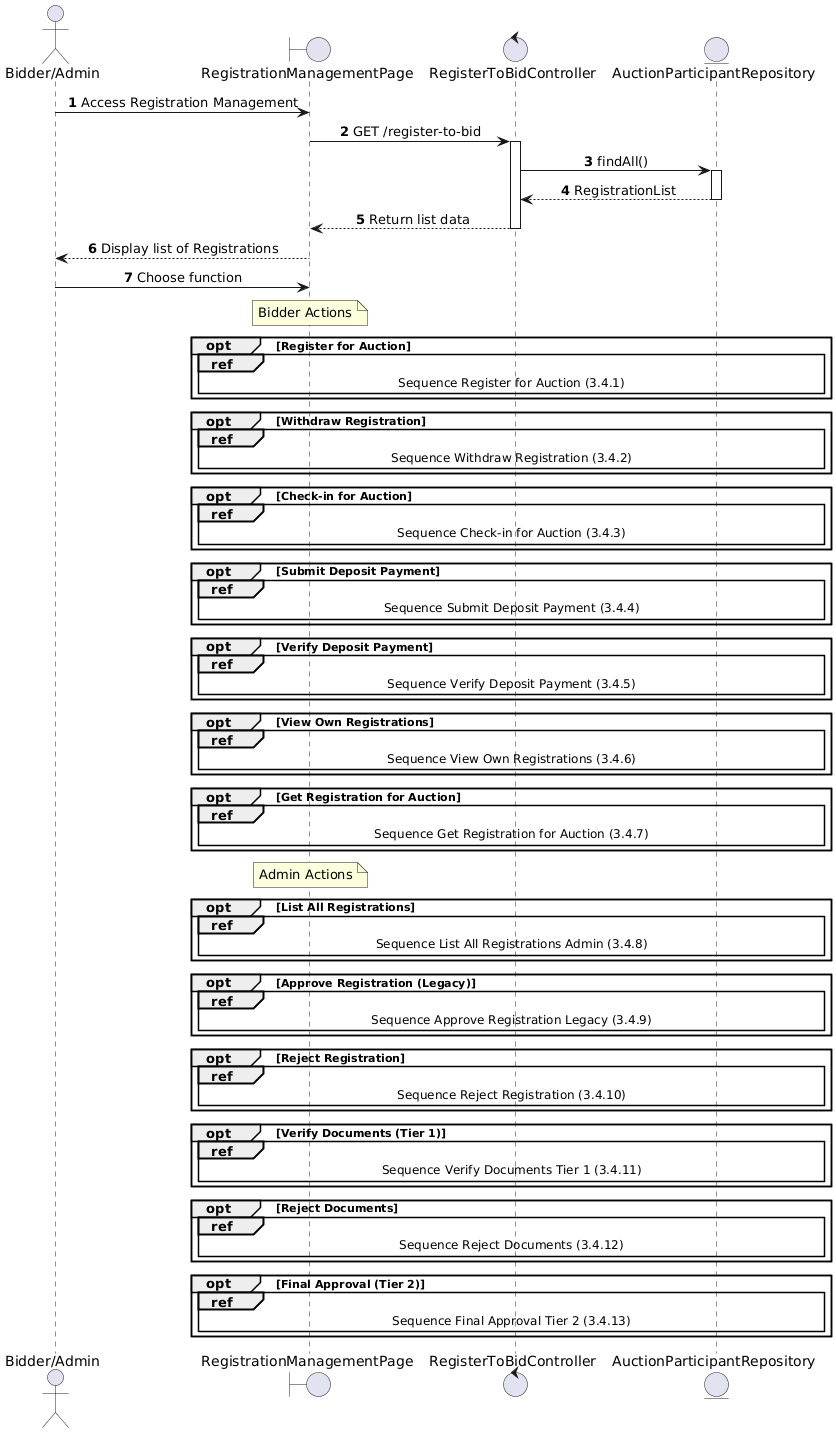 Bidder/Admin
RegistrationManagementPage
RegisterToBidController
AuctionParticipantRepository
1 Access Registration Management
2 GET /register-to-bid
3 findAll()
4 RegistrationList
5 Return list data
6 Display list of Registrations
7 Choose function
Bidder Actions
opt [Register for Auction]
ref
Sequence Register for Auction (3.4.1)
opt [Withdraw Registration]
ref
Sequence Withdraw Registration (3.4.2)
opt [Check-in for Auction]
ref
Sequence Check-in for Auction (3.4.3)
opt [Submit Deposit Payment]
ref
Sequence Submit Deposit Payment (3.4.4)
opt [Verify Deposit Payment]
ref
Sequence Verify Deposit Payment (3.4.5)
opt [View Own Registrations]
ref
Sequence View Own Registrations (3.4.6)
opt [Get Registration for Auction]
ref
Sequence Get Registration for Auction (3.4.7)
Admin Actions
opt [List All Registrations]
ref
Sequence List All Registrations Admin (3.4.8)
opt [Approve Registration (Legacy)]
ref
Sequence Approve Registration Legacy (3.4.9)
opt [Reject Registration]
ref
Sequence Reject Registration (3.4.10)
opt [Verify Documents (Tier 1)]
ref
Sequence Verify Documents Tier 1 (3.4.11)
opt [Reject Documents]
ref
Sequence Reject Documents (3.4.12)
opt [Final Approval (Tier 2)]
ref
Sequence Final Approval Tier 2 (3.4.13)
Bidder/Admin
RegistrationManagementPage
RegisterToBidController
AuctionParticipantRepository